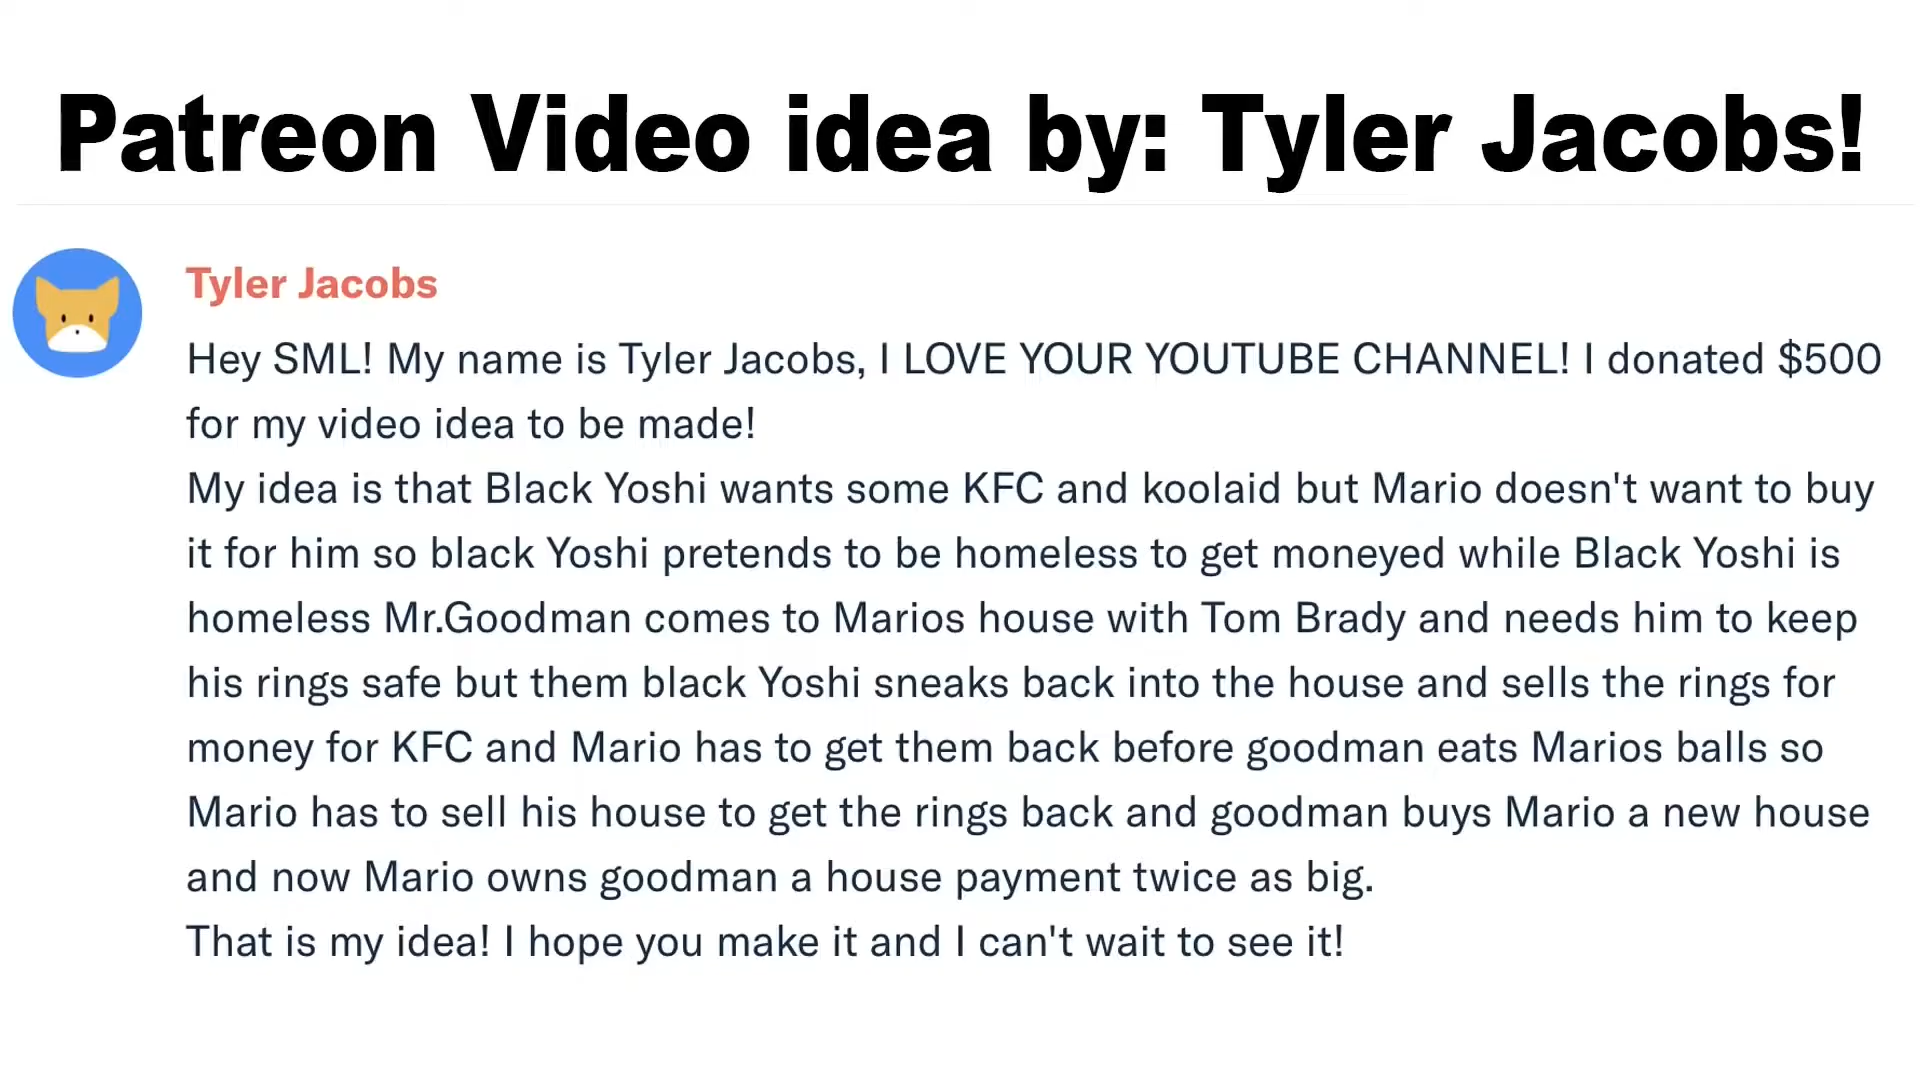 Patreon Video idea by: Tyler Jacobs!
Tyler Jacobs
Hey SML! My name is Tyler Jacobs, I LOVE YOUR YOUTUBE CHANNEL! I donated $500
for my video idea to be made!
My idea is that Black Yoshi wants some KFC and koolaid but Mario doesn't want to buy
it for him so black Yoshi pretends to be homeless to get moneyed while Black Yoshi is
homeless Mr.Goodman comes to Marios house with Tom Brady and needs him to keep
his rings safe but them black Yoshi sneaks back into the house and sells the rings for
money for KFC and Mario has to get them back before goodman eats Marios balls so
Mario has to sell his house to get the rings back and goodman buys Mario a new house
and now Mario owns goodman a house payment twice as big.
That is my idea! I hope you make it and I can't wait to see it!